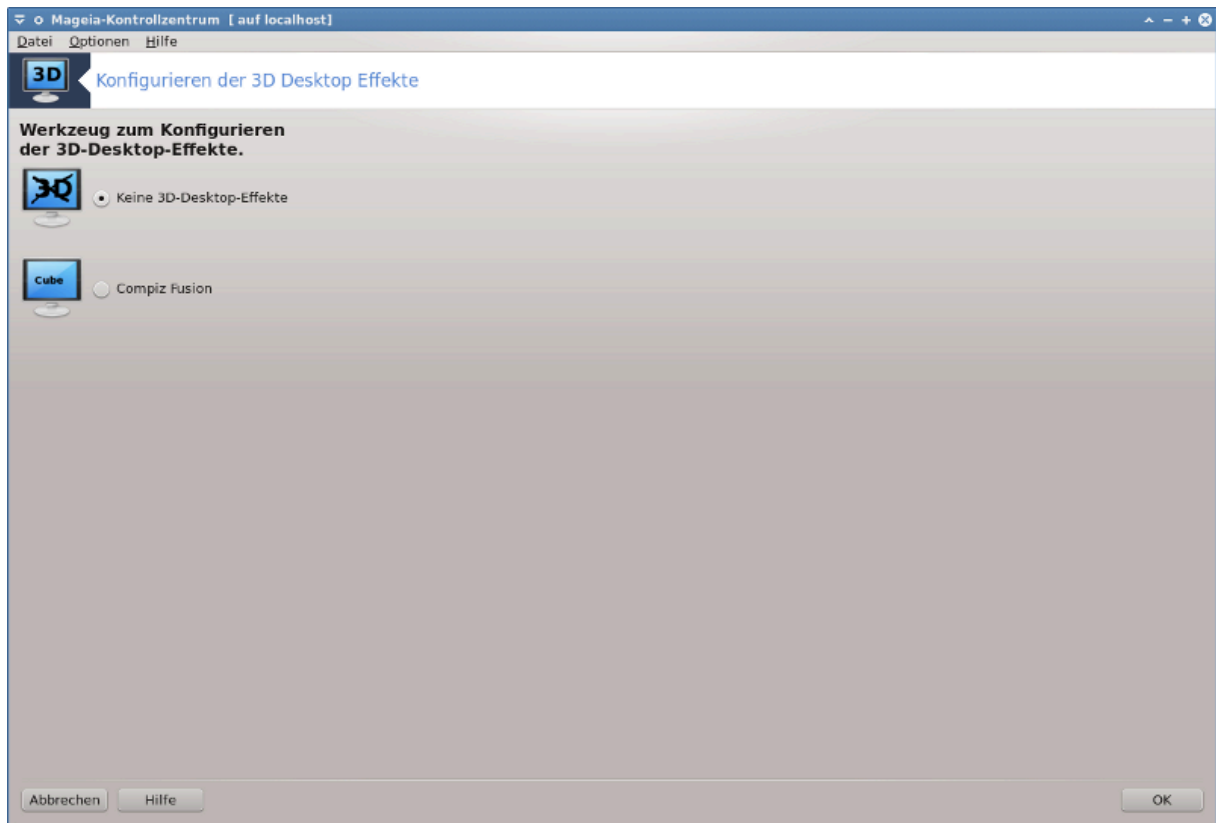 Mageia-Kontrollzentrum [ auf localhost]
Datei Optionen Hilfe
3D
Konfigurieren der 3D Desktop Effekte
Werkzeug zum Konfigurieren
der 3D-Desktop-Effekte.
3D
Keine 3D-Desktop-Effekte
Cube
Compiz Fusion
Abbrechen Hilfe OK